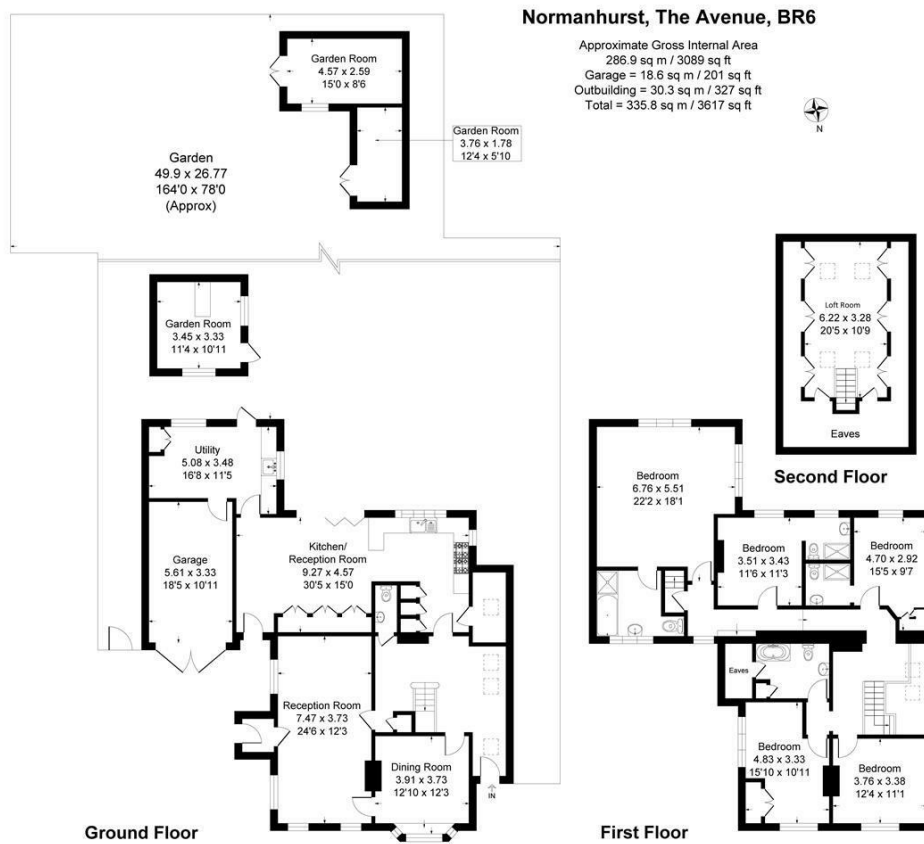 Normanhurst, The Avenue, BR6
Approximate Gross Internal Area
286.9 sq m / 3089 sq ft
Garage = 18.6 sq m / 201 sq ft
Outbuilding = 30.3 sq m / 327 sq ft
Total = 335.8 sq m / 3617 sq ft
N
Garden Room
4.57 x 2.59
15'0 x 8'6
Garden Room
3.76 x 1.78
12'4 x 5'10
Garden
49.9 x 26.77
164'0 x 78'0
(Approx)
Garden Room
3.45 x 3.33
11'4 x 10'11
Loft Room
6.22 x 3.28
20'5 x 10'9
Eaves
Second Floor
Utility
5.08 x 3.48
16'8 x 11'5
Garage
5.61 x 3.33
18'5 x 10'11
Kitchen/
Reception Room
9.27 x 4.57
30'5 x 15'0
Reception Room
7.47 x 3.73
24'6 x 12'3
Dining Room
3.91 x 3.73
12'10 x 12'3
IN
Ground Floor
Bedroom
6.76 x 5.51
22'2 x 18'1
Bedroom
3.51 x 3.43
11'6 x 11'3
Bedroom
4.70 x 2.92
15'5 x 9'7
Eaves
Bedroom
4.83 x 3.33
15'10 x 10'11
Bedroom
3.76 x 3.38
12'4 x 11'1
First Floor